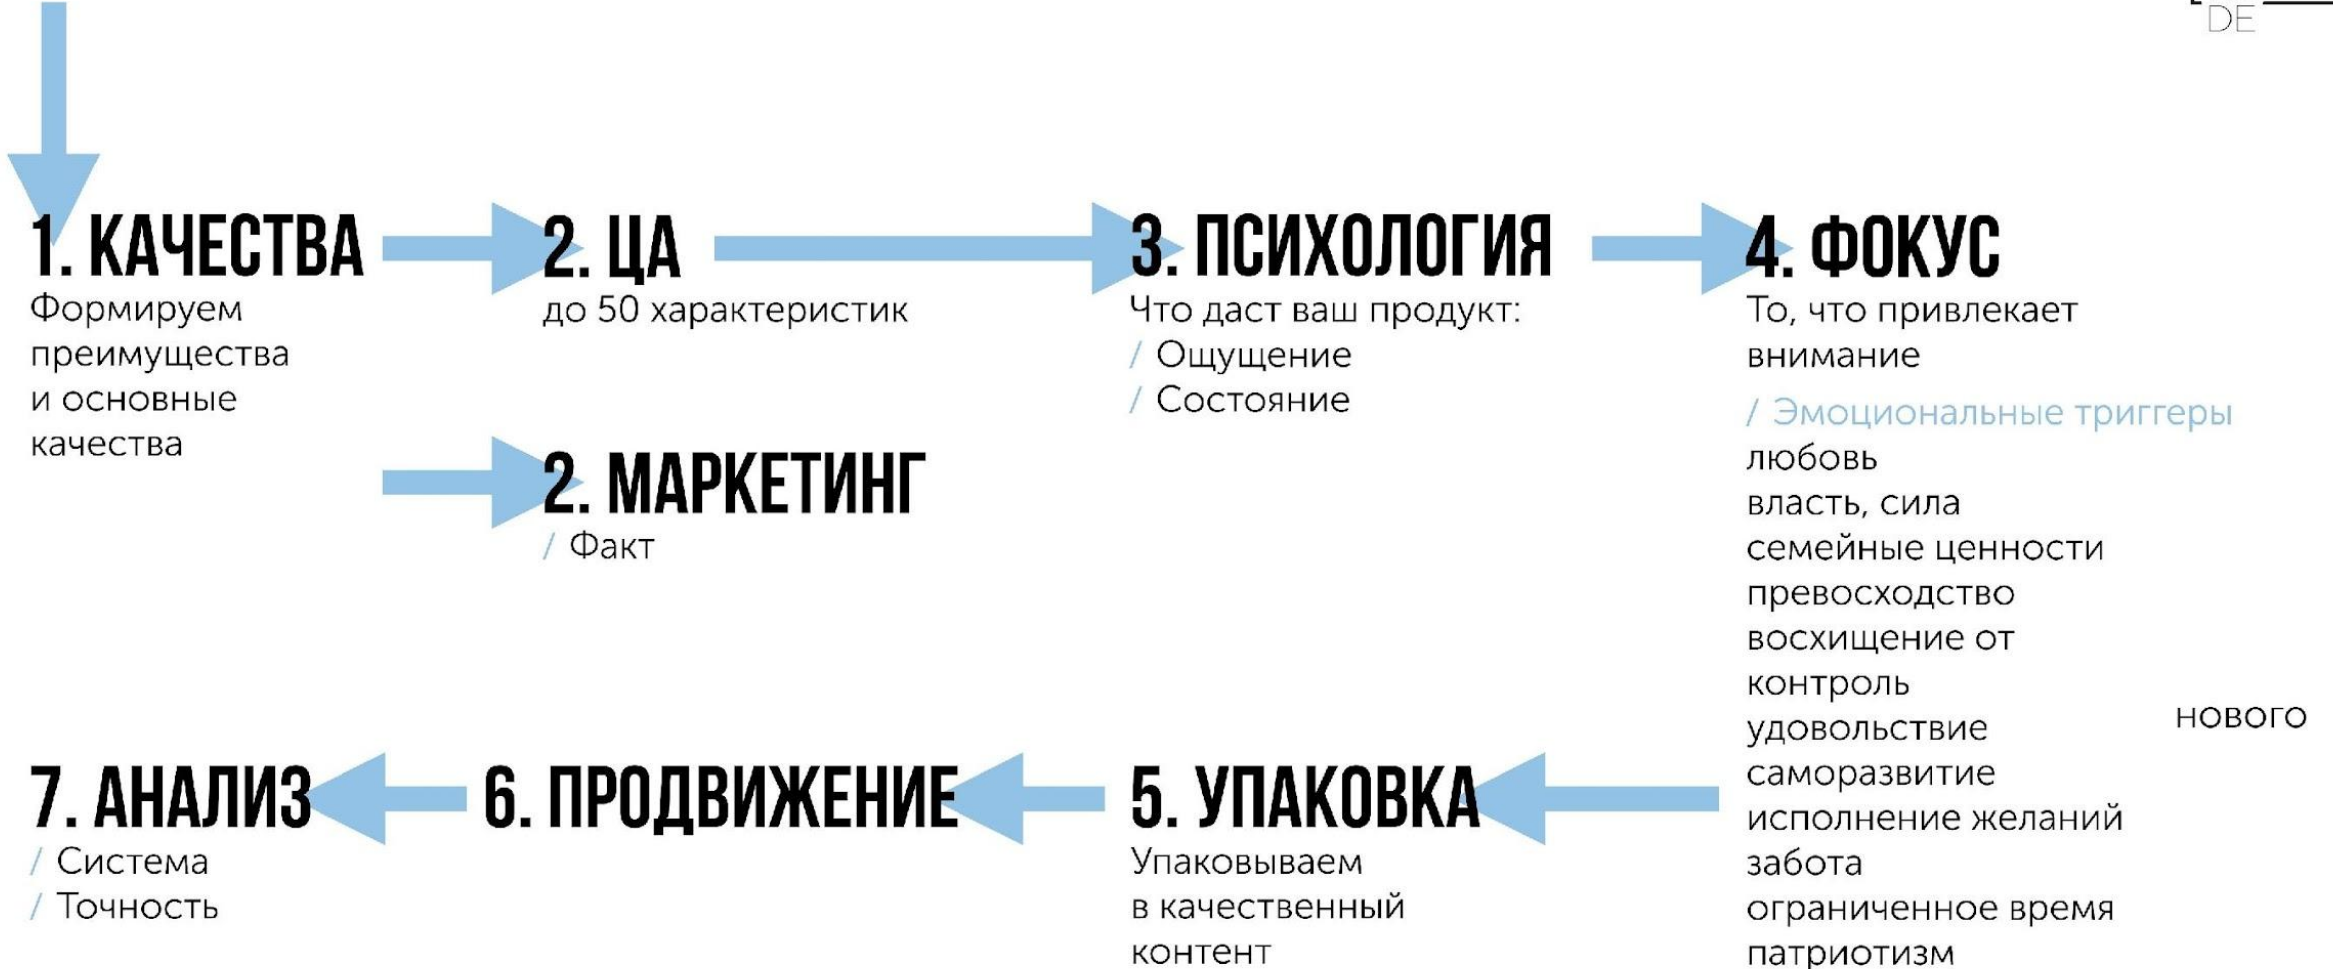 DE
1. КАЧЕСТВА
Формируем
преимущества
и основные
качества
2. ЦА
до 50 характеристик
2. МАРКЕТИНГ
/ Факт
3. ПСИХОЛОГИЯ
Что даст ваш продукт:
/ Ощущение
/ Состояние
4. ФОКУС
То, что привлекает
внимание
/ Эмоциональные триггеры
любовь
власть, сила
семейные ценности
превосходство
восхищение от
контроль
нового
удовольствие
саморазвитие
исполнение желаний
забота
ограниченное время
патриотизм
5. УПАКОВКА
Упаковываем
в качественный
контент
6. ПРОДВИЖЕНИЕ
7. АНАЛИЗ
/ Система
/ Точность